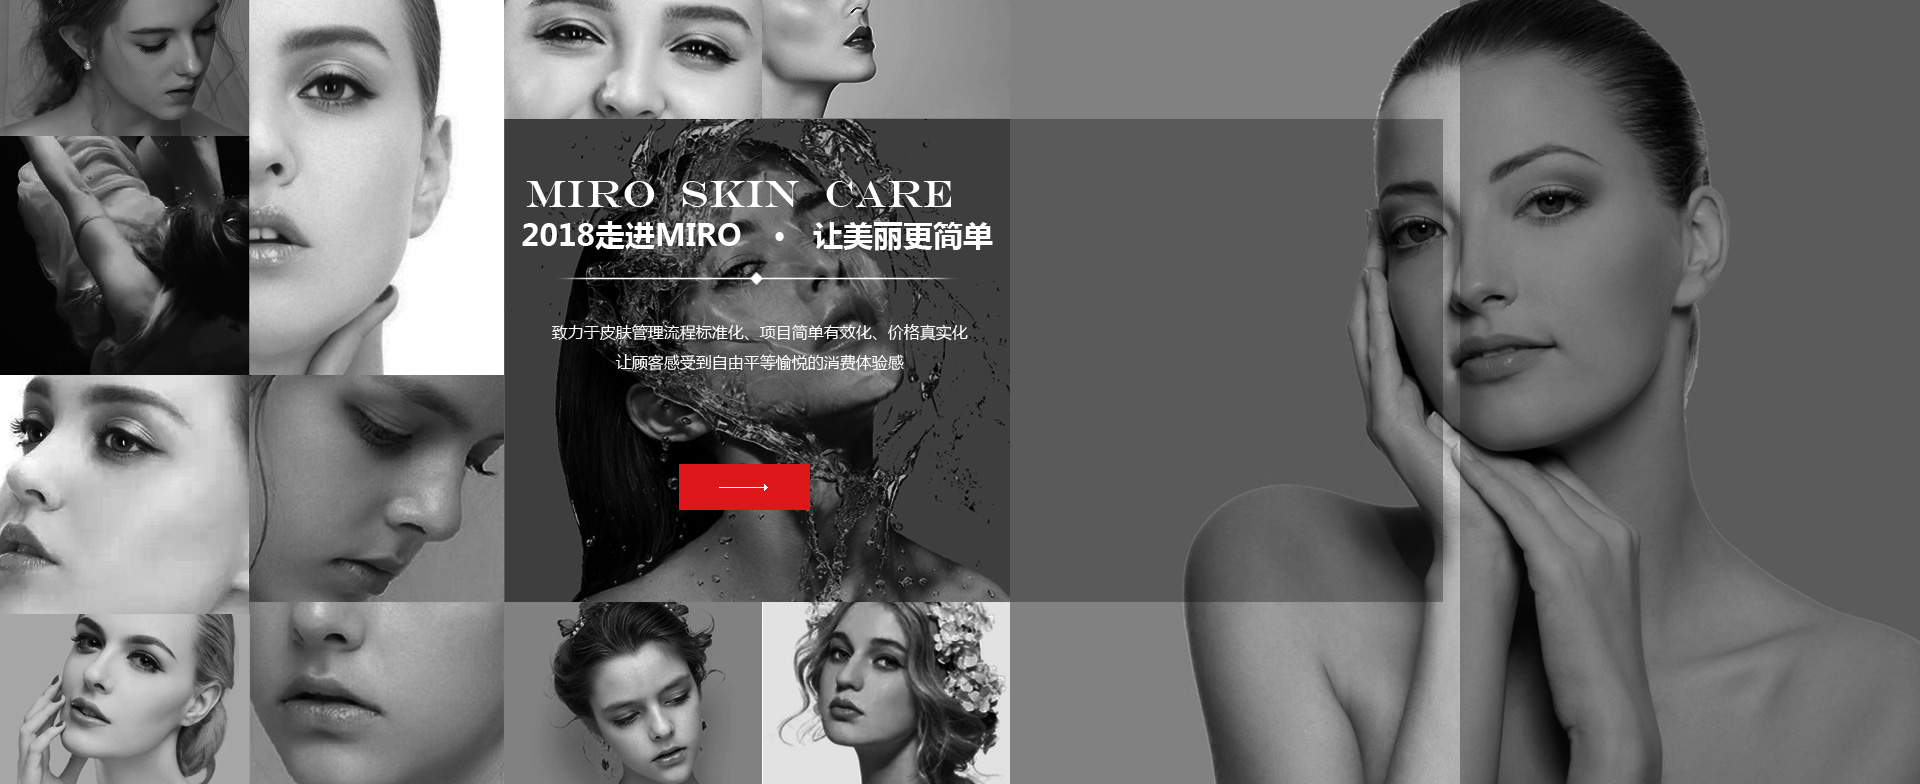 MIRO SKIN CARE
2018走进MIRO • 让美丽更简单
致力于皮肤管理流程标准化、项目简单有效化、价格真实化
让顾客感受到自由平等愉悦的消费体验感